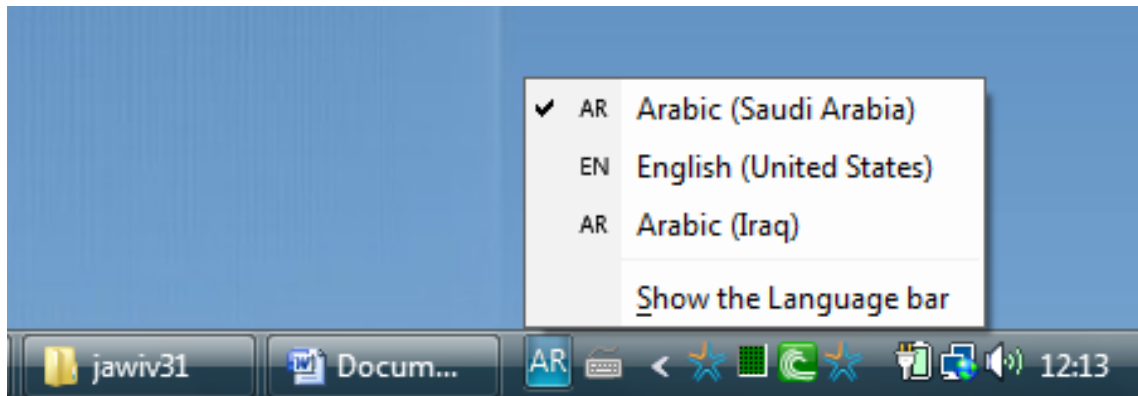 ✔ AR Arabic (Saudi Arabia)
EN English (United States)
AR Arabic (Iraq)
Show the Language bar
jawiv31 Docum... AR < 12:13